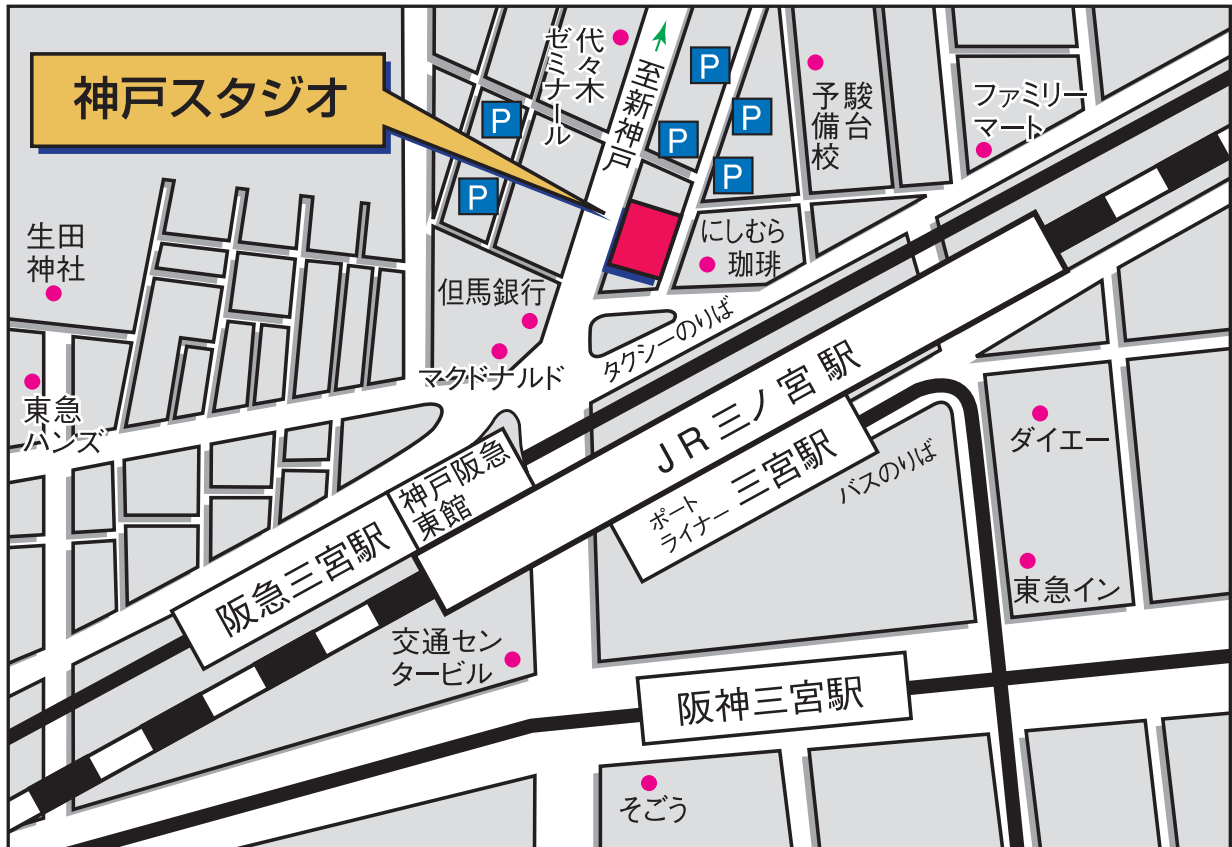 神戸スタジオ
代々木
ゼミナール
至新神戸
P
P
P
P
P
P
駿台
予備校
ファミリー
マート
生田
神社
にしむら
珈琲
但馬銀行
タクシーのりば
マクドナルド
東急
ハンズ
JR三ノ宮駅
ダイエー
神戸阪急
東館
ポート
ライナー
三宮駅
バスのりば
阪急三宮駅
東急イン
交通セン
タービル
阪神三宮駅
そごう